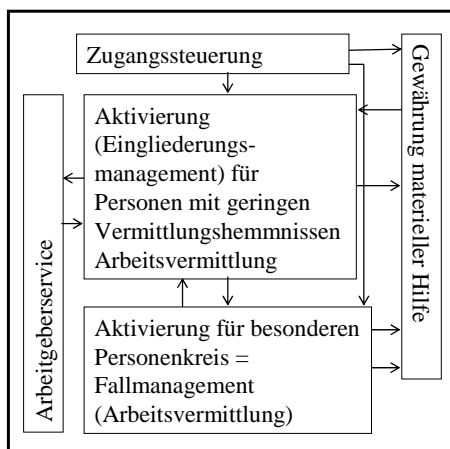 Zugangssteuerung
Aktivierung
(Eingliederungs-
management) für
Personen mit geringen
Vermittlungshemmnissen
Arbeitsvermittlung
Aktivierung für besonderen
Personenkreis =
Fallmanagement
(Arbeitsvermittlung)
Arbeitgeberservice
Gewährung materieller Hilfe